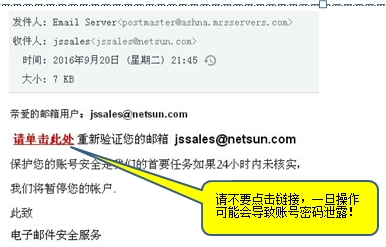 发件人：Email Server<postmaster@ashna.mrsservers.com>
收件人：jssales<jssales@netsun.com>
时间：2016年9月20日 (星期二) 21:45
大小：7 KB
亲爱的邮箱用户：jssales@netsun.com
请单击此处 重新验证您的邮箱 jssales@netsun.com
保护您的账号安全是我们的首要任务如果24小时内未核实，
我们将暂停您的帐户.
此致
电子邮件安全服务
请不要点击链接，一旦操作
可能会导致账号密码泄露！